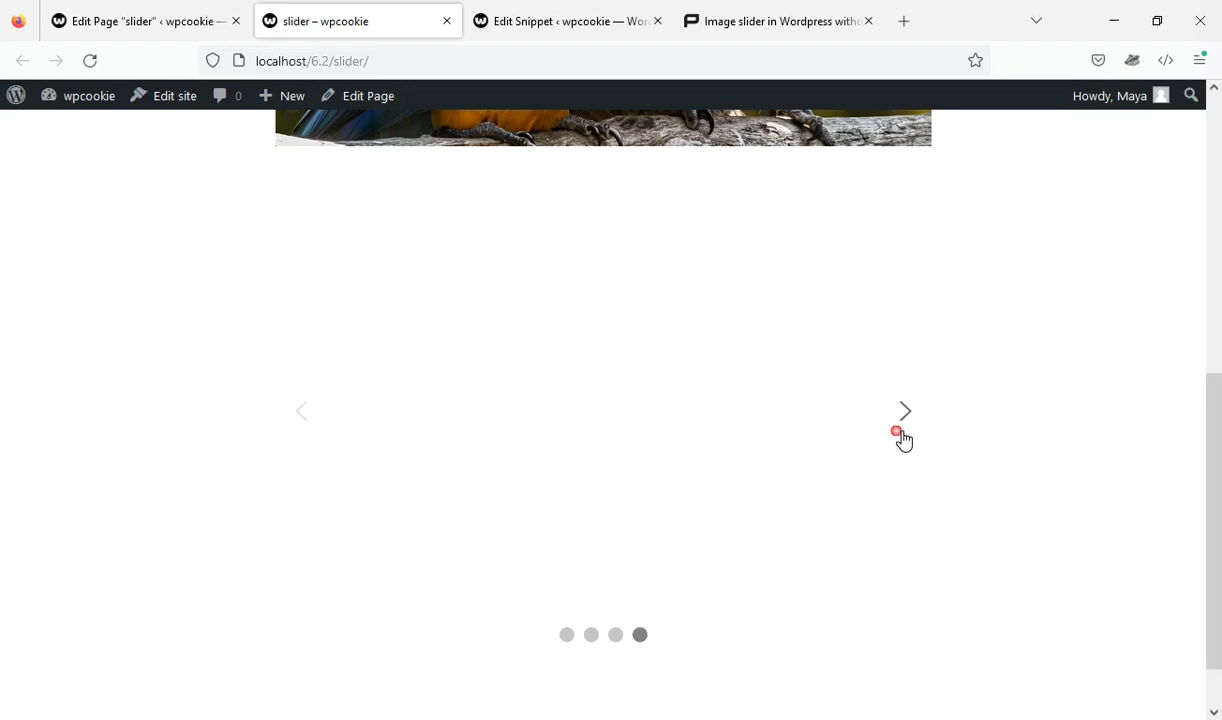 Edit Page "slider" ‹ wpcookie —
slider – wpcookie
Edit Snippet ‹ wpcookie — Wor
Image slider in Wordpress witho
localhost/6.2/slider/
wpcookie
Edit site
0
New
Edit Page
Howdy, Maya